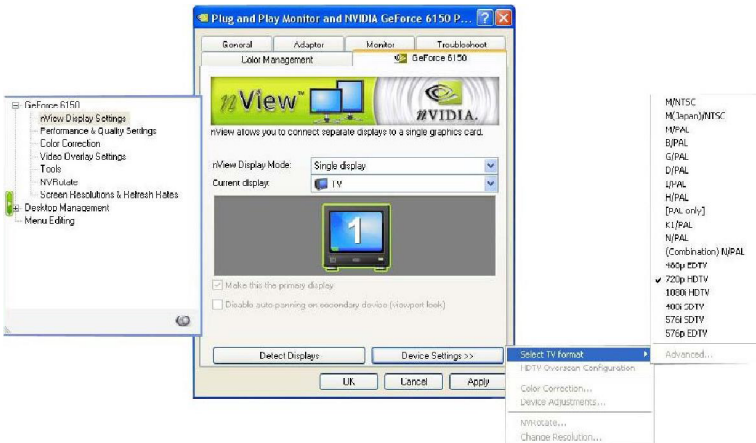 Plug and Play Monitor and NVIDIA GeForce 6150 P...
General
Adapter
Monitor
Troubleshoot
Color Management
GeForce 6150
nView™
nVIDIA.
nView allows you to connect separate displays to a single graphics card.
nView Display Mode:
Single display
Current display:
TV
1
Make this the primary display
Disable auto panning on secondary device (viewport lock)
Detect Displays
Device Settings >>
OK
Cancel
Apply
GeForce 6150
nView Display Settings
Performance & Quality Settings
Color Correction
Video Overlay Settings
Tools
NVRotate
Screen Resolutions & Refresh Rates
Desktop Management
Menu Editing
Select TV format
HDTV Overscan Configuration
Color Correction...
Device Adjustments...
NVRotate...
Change Resolution...
M/NTSC
M(Japan)/NTSC
M/PAL
B/PAL
G/PAL
D/PAL
I/PAL
H/PAL
[PAL only]
K1/PAL
N/PAL
(Combination) N/PAL
480p EDTV
720p HDTV
1080i HDTV
480i SDTV
576i SDTV
576p EDTV
Advanced...